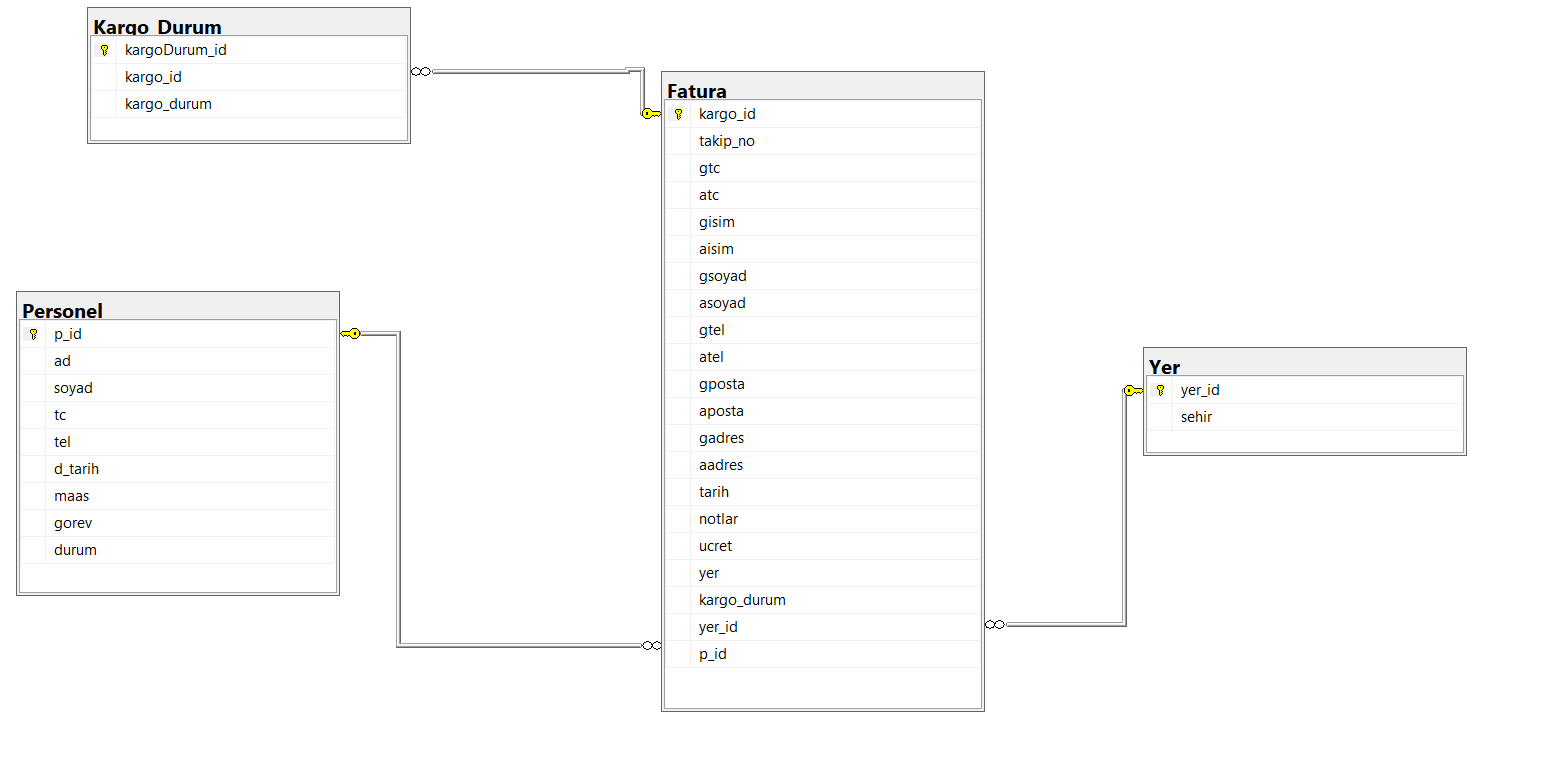 Kargo_Durum
kargoDurum_id
kargo_id
kargo_durum
Personel
p_id
ad
soyad
tc
tel
d_tarih
maas
gorev
durum
Fatura
kargo_id
takip_no
gtc
atc
gisim
aisim
gsoyad
asoyad
gtel
atel
gposta
aposta
gadres
aadres
tarih
notlar
ucret
yer
kargo_durum
yer_id
p_id
Yer
yer_id
sehir